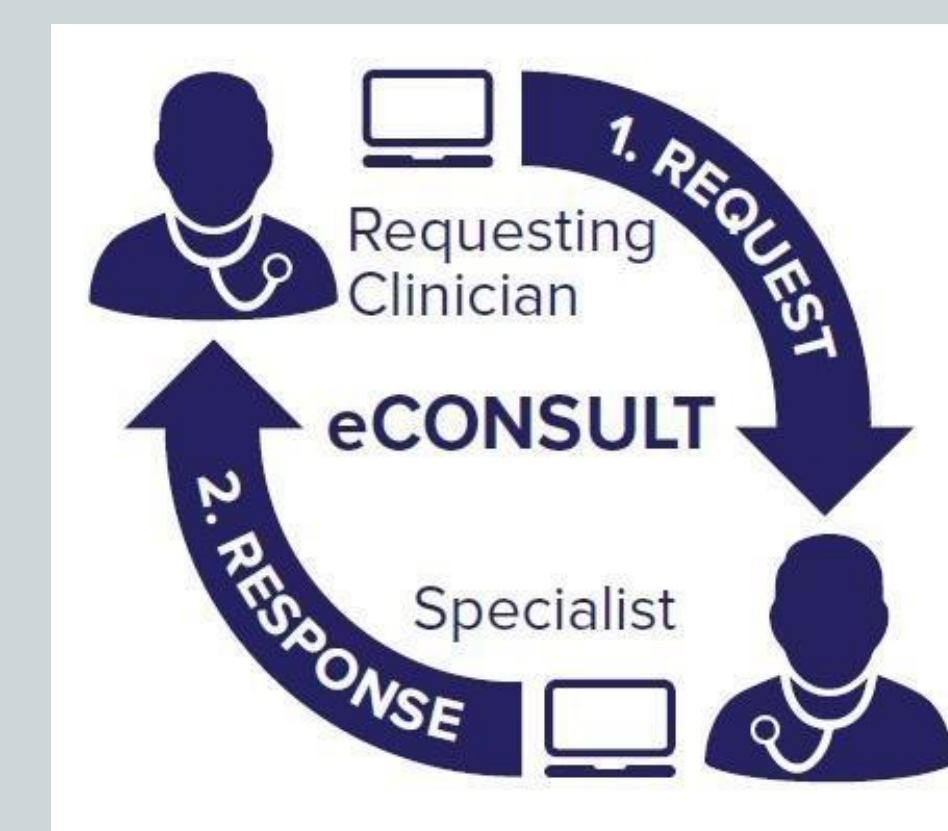 1. REQUEST
Requesting
Clinician
eCONSULT
2. RESPONSE
Specialist